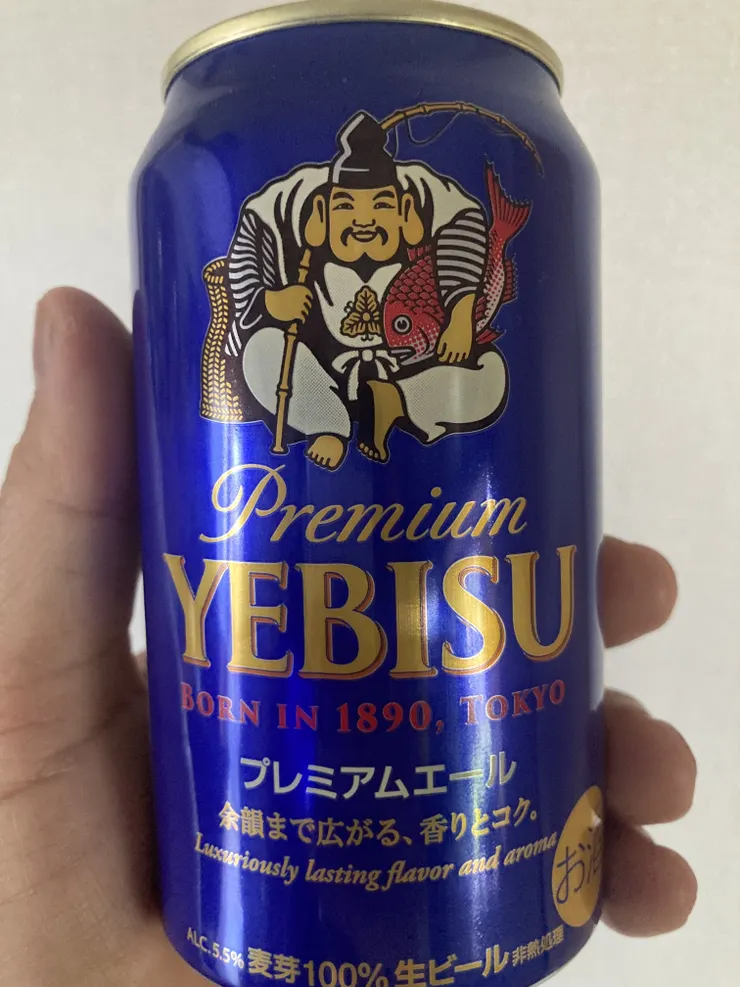 Premium
YEBISU
BORN IN 1890, TOKYO
プレミアムエール
余韻まで広がる、香りとコク。
Luxuriously lasting flavor and aroma
お酒
ALC.5.5% 麦芽100% 生ビール 非熱処理